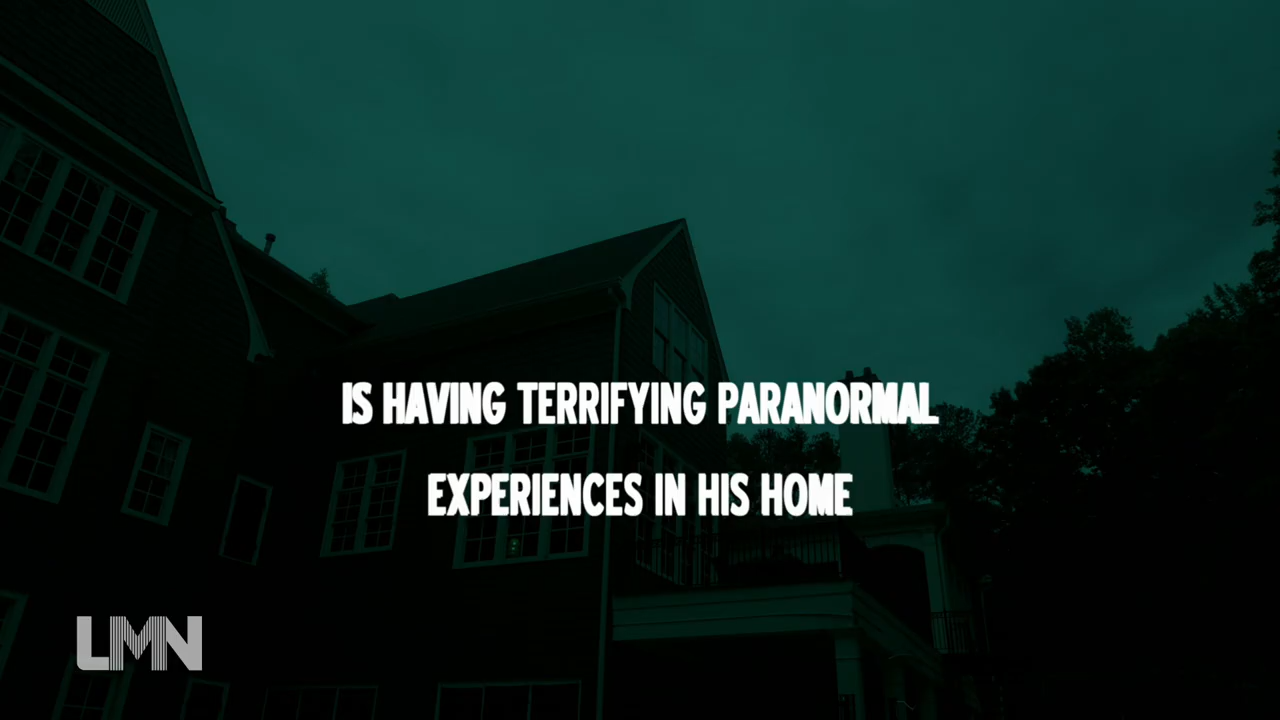 IS HAVING TERRIFYING PARANORMAL
EXPERIENCES IN HIS HOME
LMN